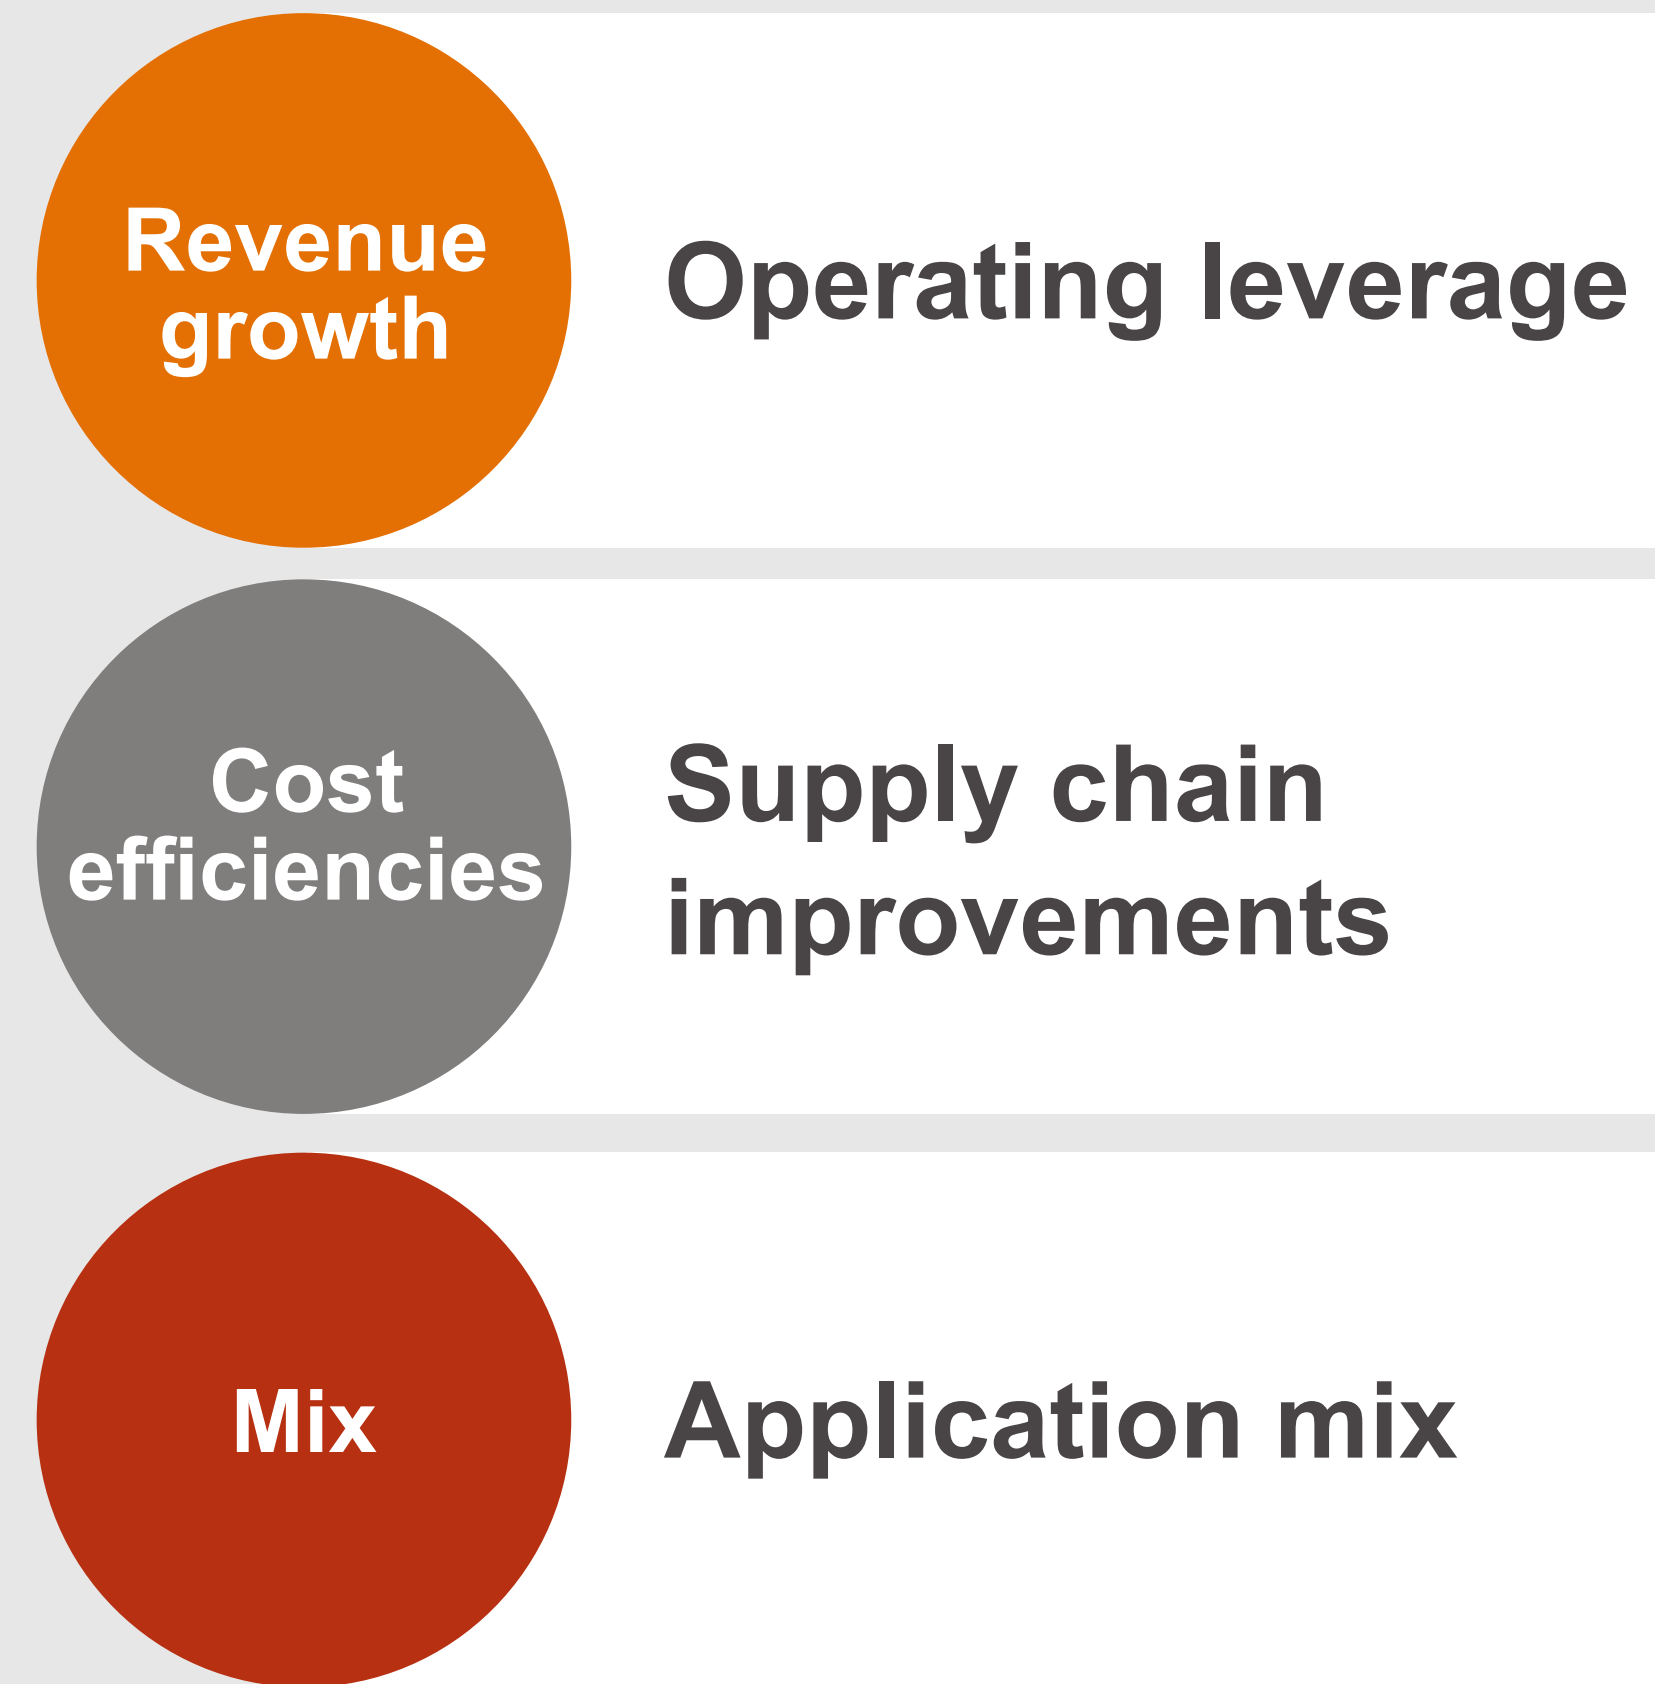 Revenue
growth
Operating leverage
Cost
efficiencies
Supply chain
improvements
Mix
Application mix